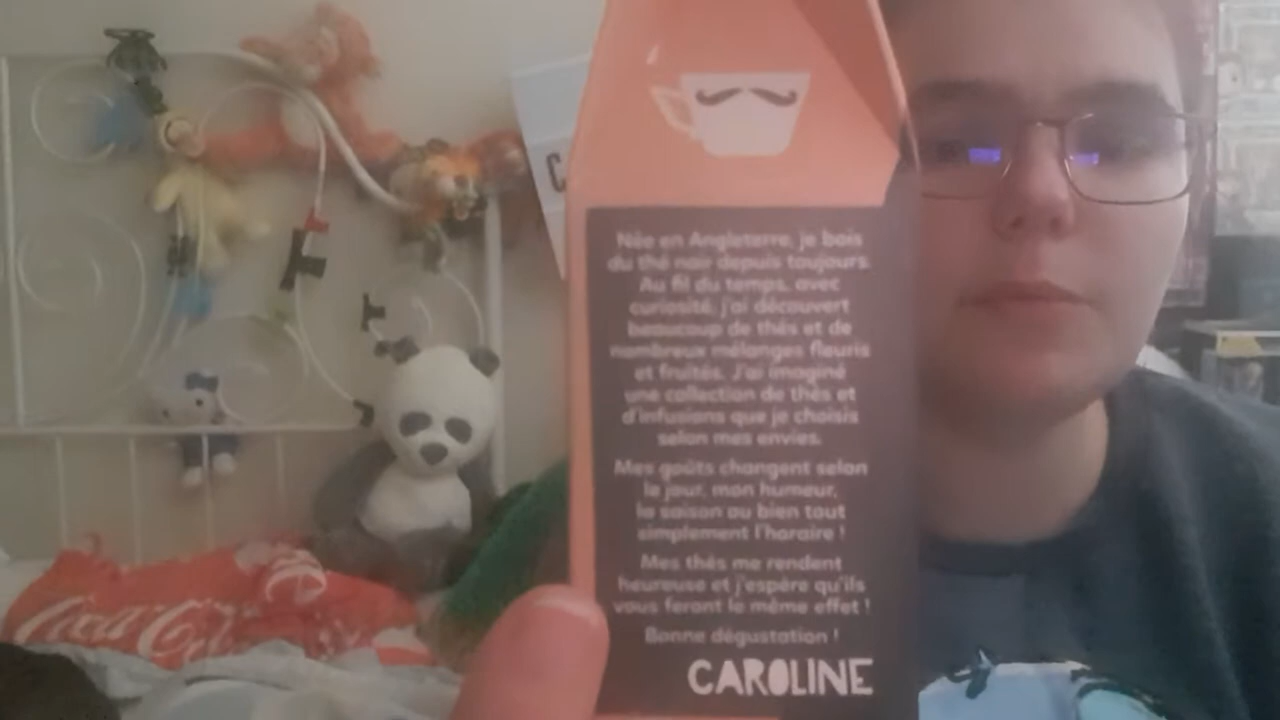 C
Née en Angleterre, je bois
du thé noir depuis toujours.
Au fil du temps, avec
curiosité, j'ai découvert
beaucoup de thés et de
nombreux mélanges fleuris
et fruités. J'ai imaginé
une collection de thés et
d'infusions que je choisis
selon mes envies.
Mes goûts changent selon
le jour, mon humeur,
la saison ou bien tout
simplement l'horaire !
Mes thés me rendent
heureuse et j'espère qu'ils
vous feront le même effet !
Bonne dégustation !
CAROLINE
Coca-Cola